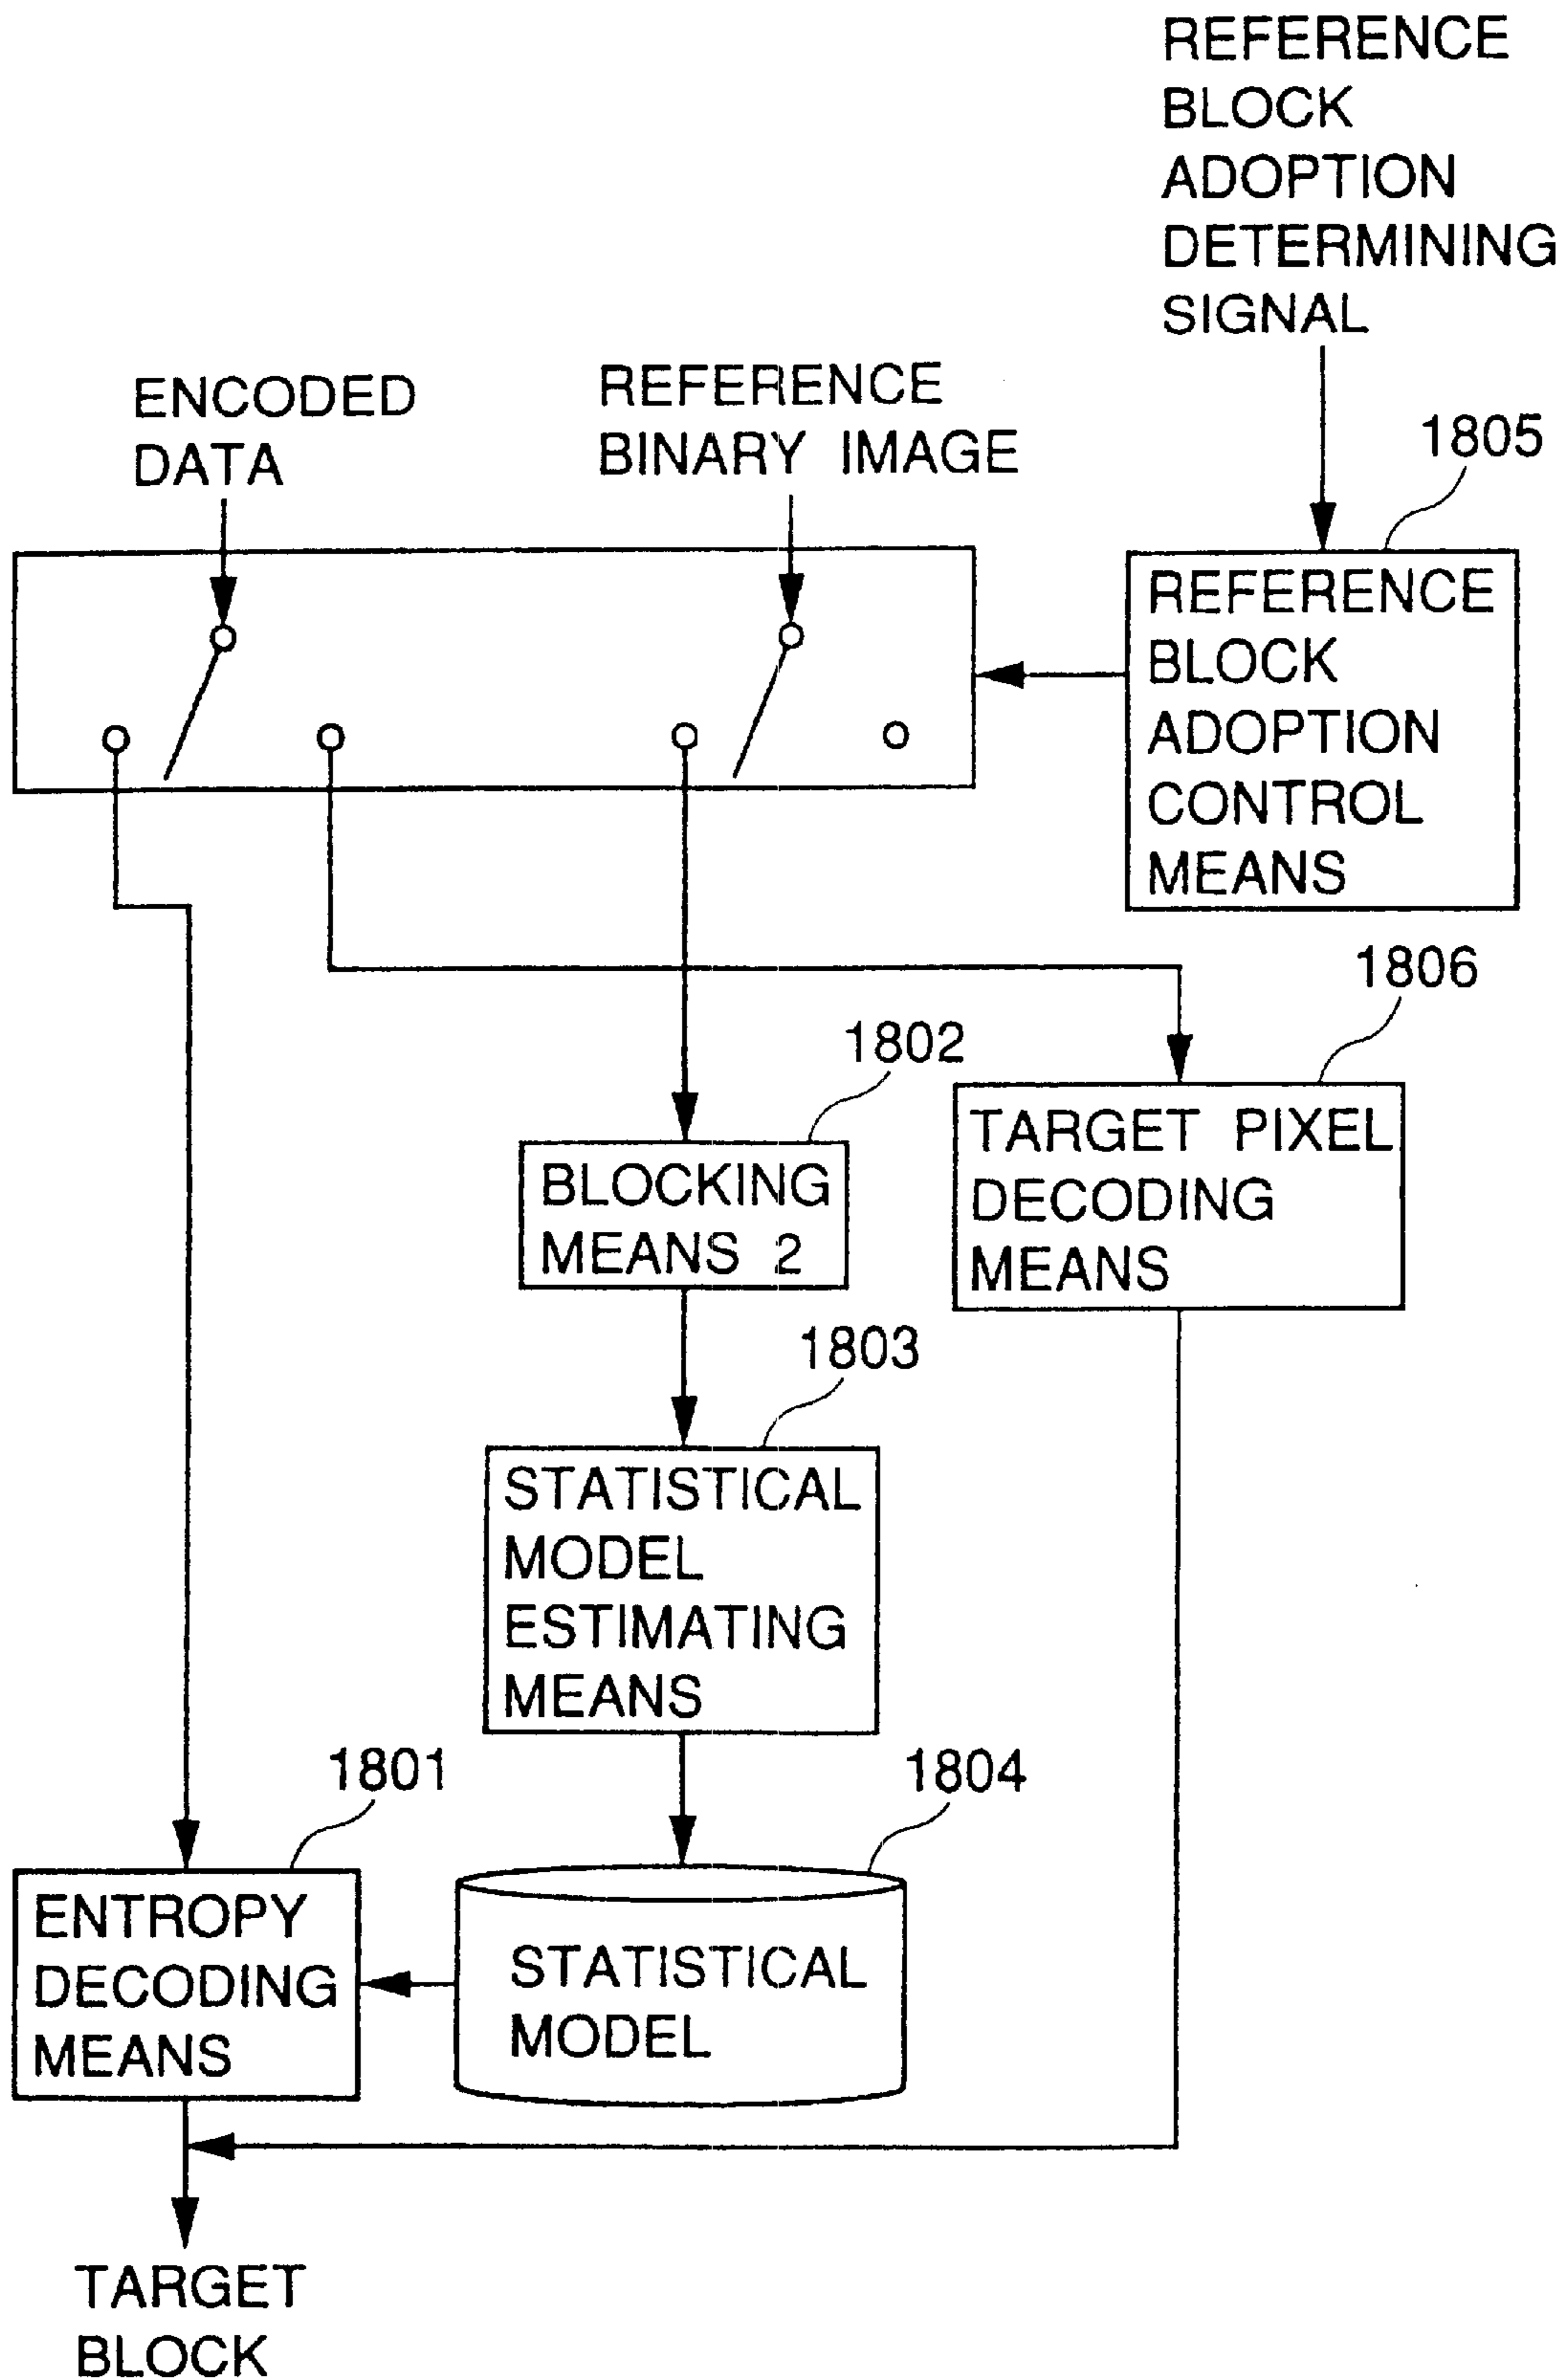 REFERENCE
BLOCK
ADOPTION
DETERMINING
SIGNAL
ENCODED
DATA
REFERENCE
BINARY IMAGE
1805
REFERENCE
BLOCK
ADOPTION
CONTROL
MEANS
1806
TARGET PIXEL
DECODING
MEANS
1802
BLOCKING
MEANS 2
1803
STATISTICAL
MODEL
ESTIMATING
MEANS
1801
ENTROPY
DECODING
MEANS
1804
STATISTICAL
MODEL
TARGET
BLOCK